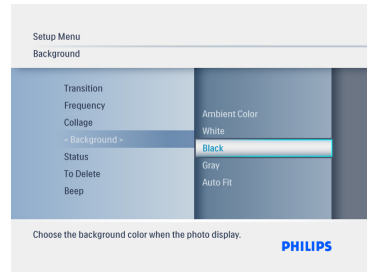 Setup Menu
Background
Transition
Frequency
Collage
< Background >
Status
To Delete
Beep
Ambient Color
White
Black
Gray
Auto Fit
Choose the background color when the photo display.
PHILIPS